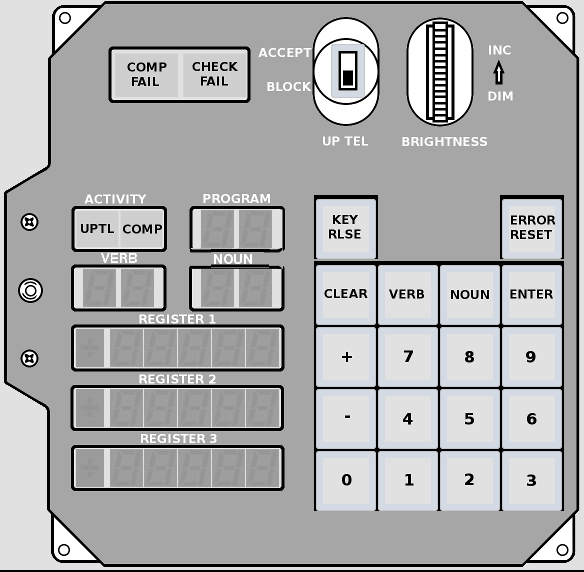 COMP FAIL
CHECK FAIL
ACCEPT
BLOCK
UP TEL
INC
DIM
BRIGHTNESS
ACTIVITY
PROGRAM
UPTL
COMP
VERB
NOUN
REGISTER 1
REGISTER 2
REGISTER 3
KEY RLSE
ERROR RESET
CLEAR
VERB
NOUN
ENTER
+
7
8
9
-
4
5
6
0
1
2
3